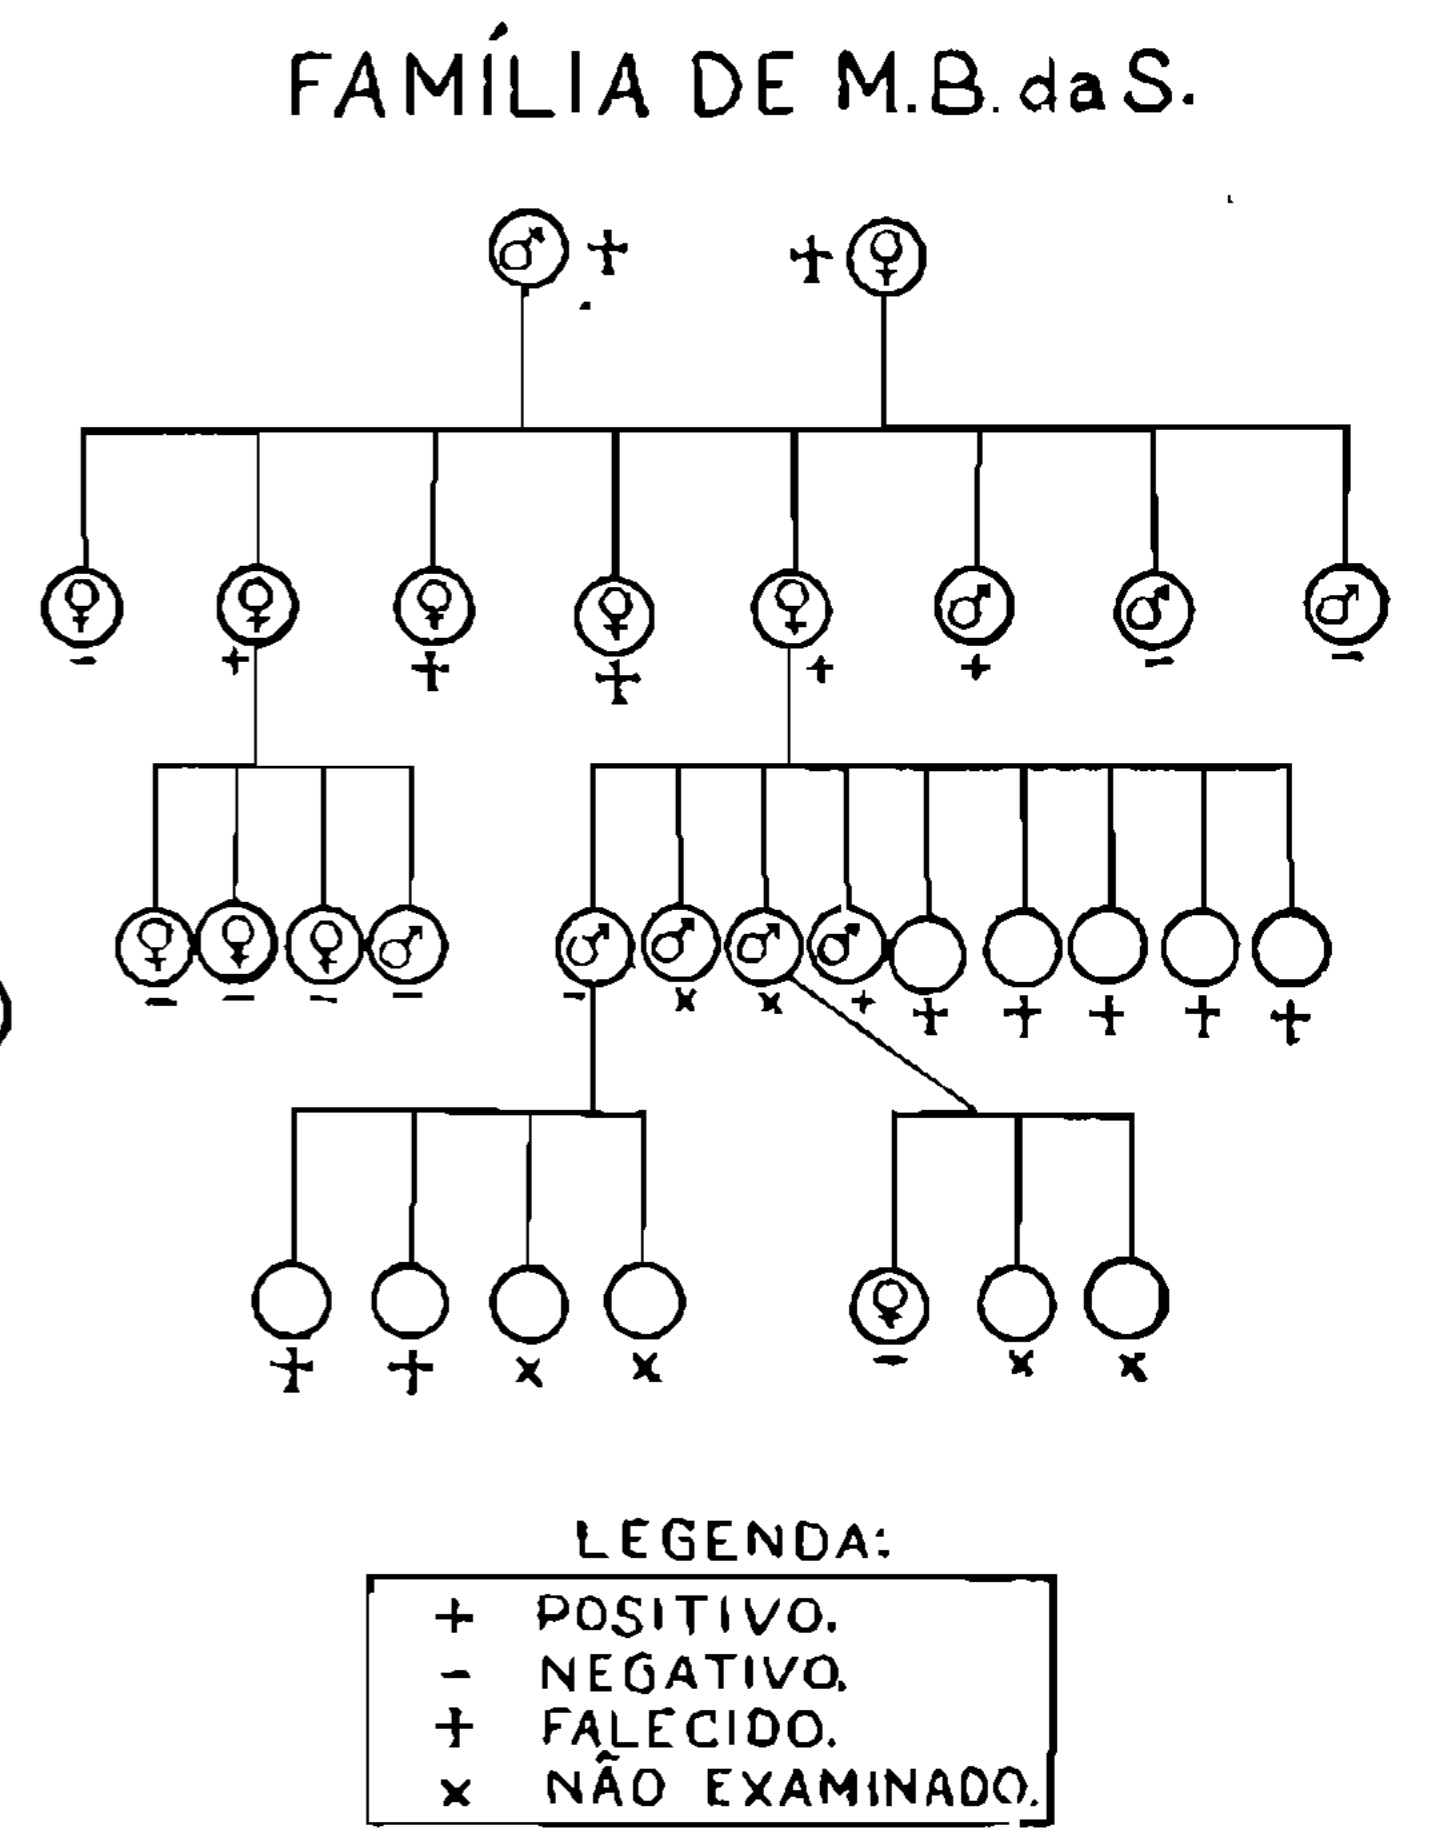 FAMÍLIA DE M.B. da S.
LEGENDA:
+ POSITIVO.
- NEGATIVO.
† FALECIDO.
x NÃO EXAMINADO.